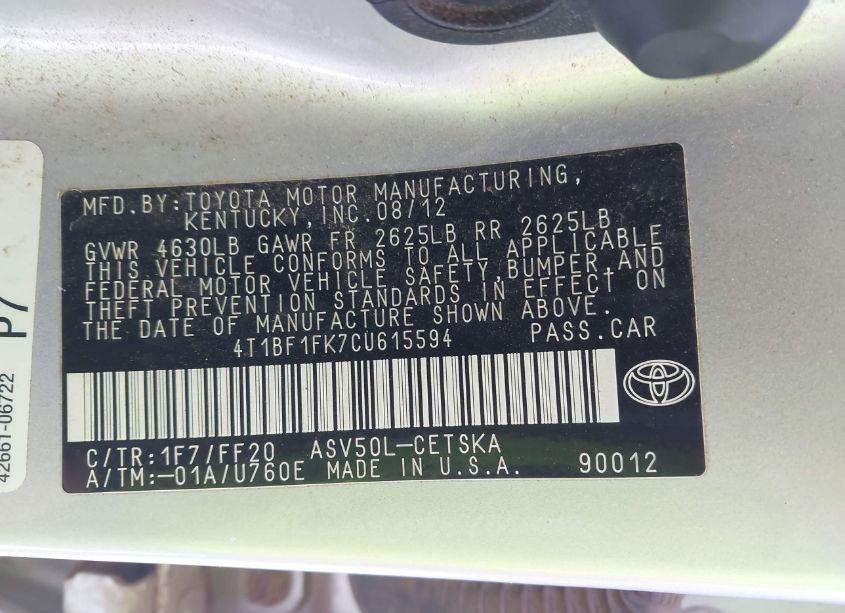 MFD.BY:TOYOTA MOTOR MANUFACTURING,
KENTUCKY,INC.08/12
GVWR 4630LB GAWR FR 2625LB RR 2625LB
THIS VEHICLE CONFORMS TO ALL APPLICABLE
FEDERAL MOTOR VEHICLE SAFETY,BUMPER,AND
THEFT PREVENTION STANDARDS IN EFFECT ON
THE DATE OF MANUFACTURE SHOWN ABOVE.
4T1BF1FK7CU615594 PASS.CAR
C/TR:1F7/FF20 ASV50L-CETSKA
A/TM:-01A/U760E MADE IN U.S.A. 90012
42661-06722
P7